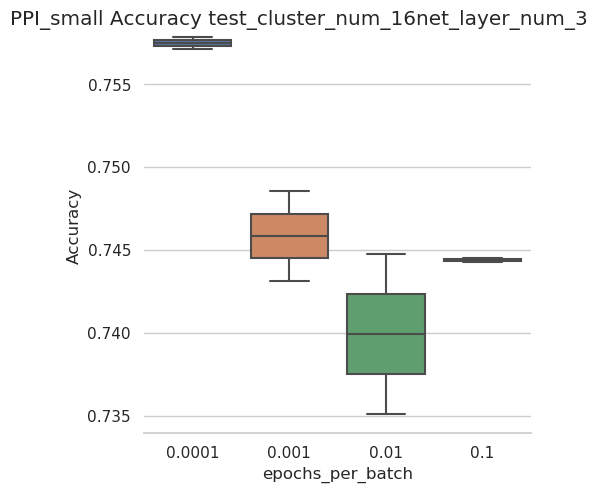 PPI_small Accuracy test_cluster_num_16net_layer_num_3
0.755
0.750
0.745
0.740
0.735
Accuracy
0.0001 0.001 0.01 0.1
epochs_per_batch